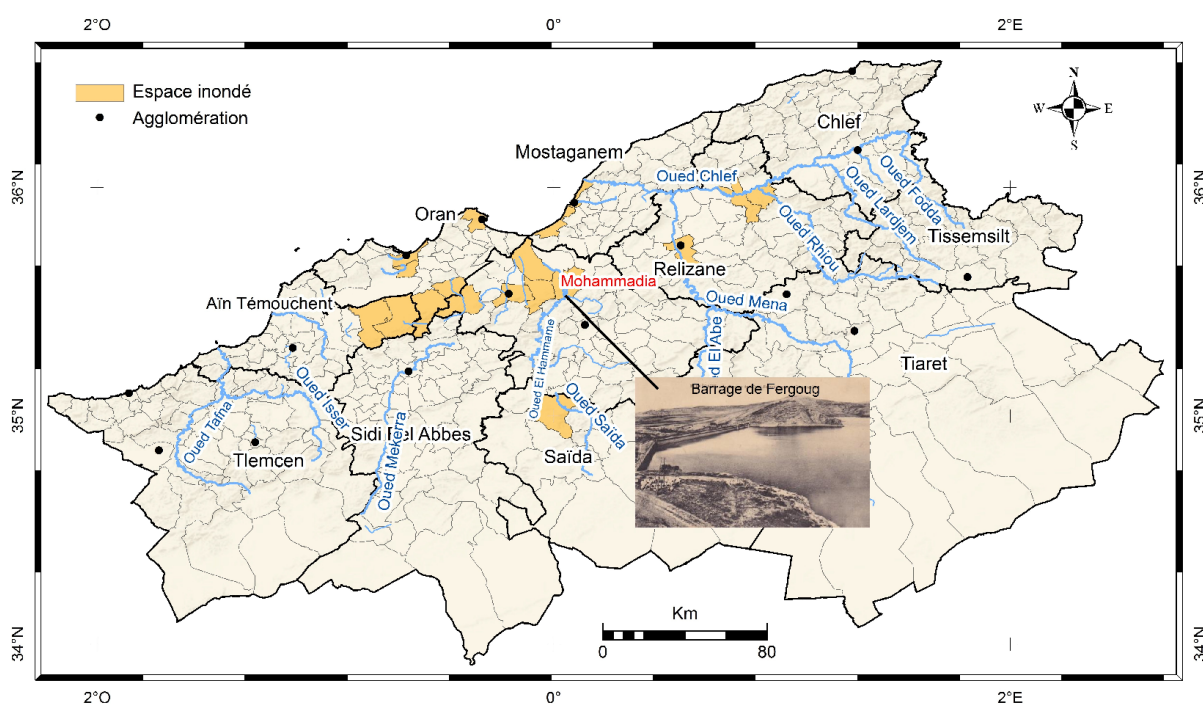 2°O
0°
2°E
Espace inondé
Agglomération
N
W
E
S
36°N
36°N
35°N
35°N
34°N
34°N
Chlef
Mostaganem
Oued Chlef
Oued Fodda
Oued Lardjem
Oued Rhiou
Tissemsilt
Oran
Relizane
Mohammadia
Aïn Témouchent
Oued Mena
Oued El Hammame
d El Abe
Tiaret
Barrage de Fergoug
Oued Isser
Oued Tafna
Tlemcen
Sidi Bel Abbes
Oued Mekerra
Oued Saïda
Saïda
Km
0
80
2°O
0°
2°E